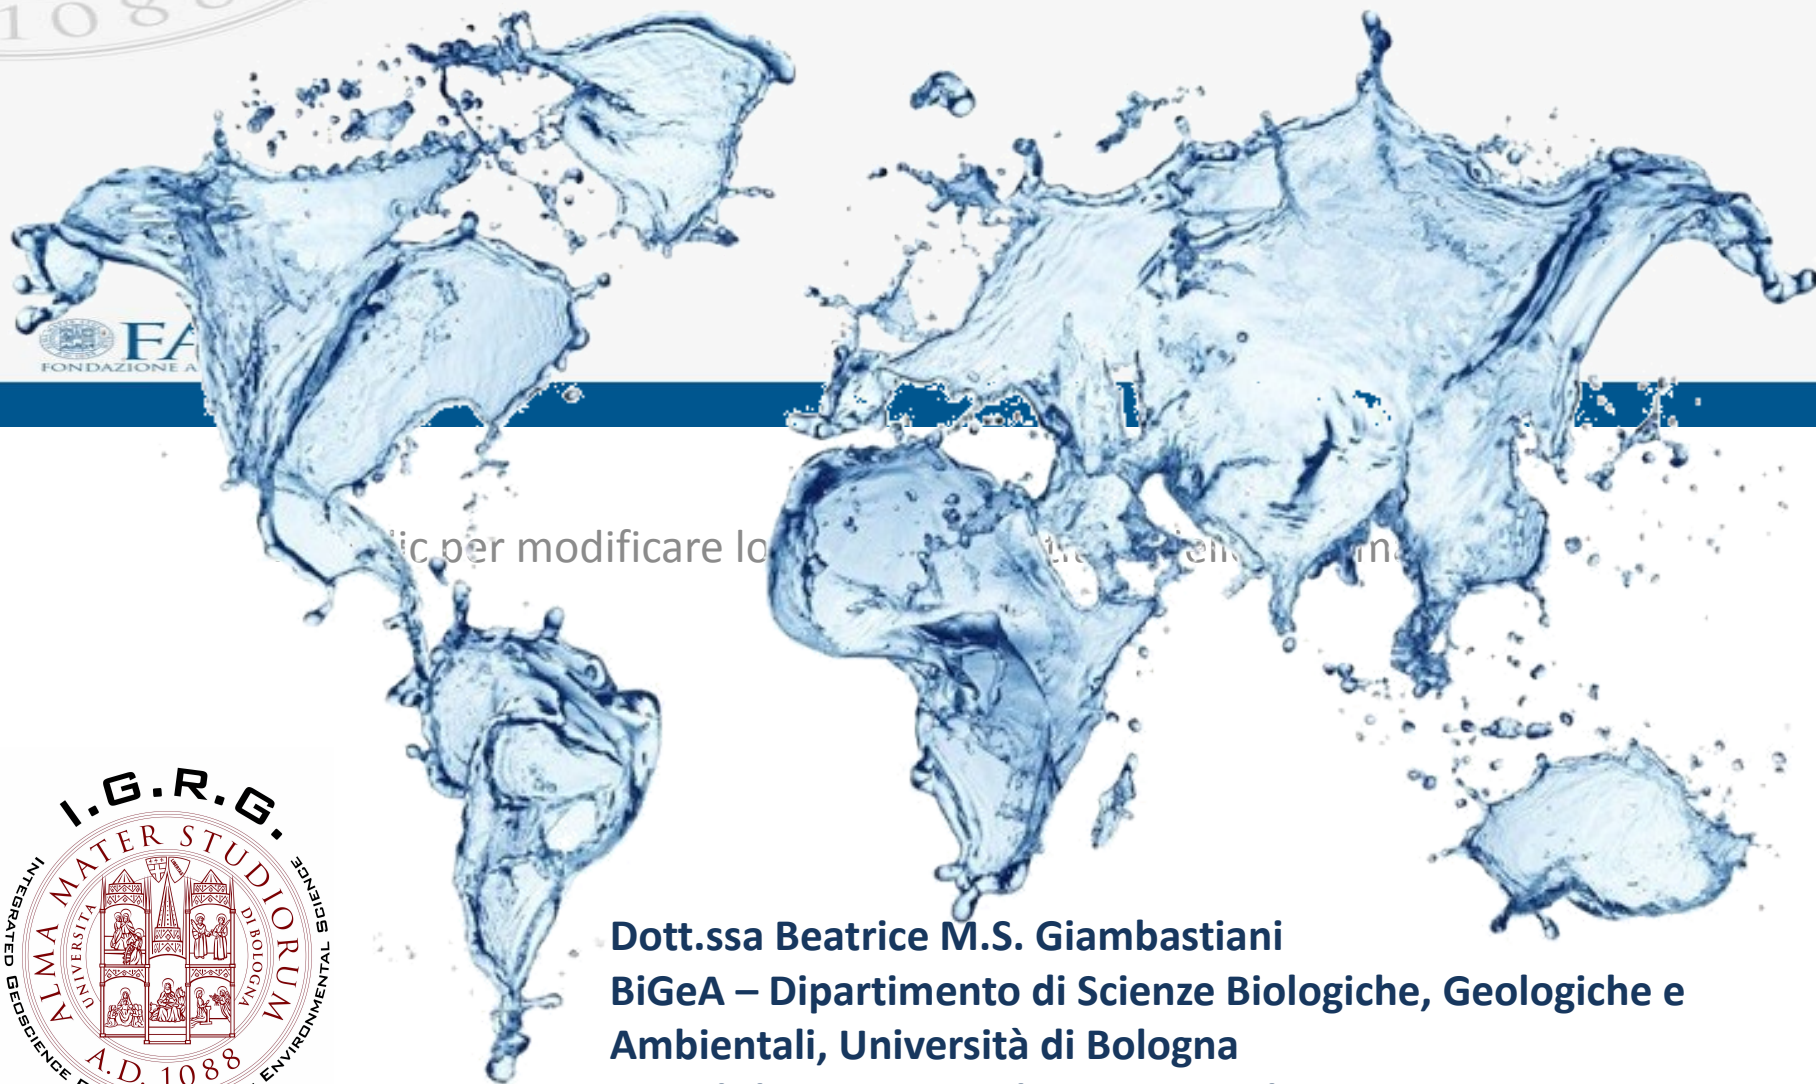 1088
FA
FONDAZIONE A
ic per modificare lo
I.G.R.G.
ALMA MATER STUDIORUM
UNIVERSITA DI BOLOGNA
A.D. 1088
INTEGRATED GEOSCIENCE
ENVIRONMENTAL SCIENCE
Dott.ssa Beatrice M.S. Giambastiani
BiGeA – Dipartimento di Scienze Biologiche, Geologiche e
Ambientali, Università di Bologna